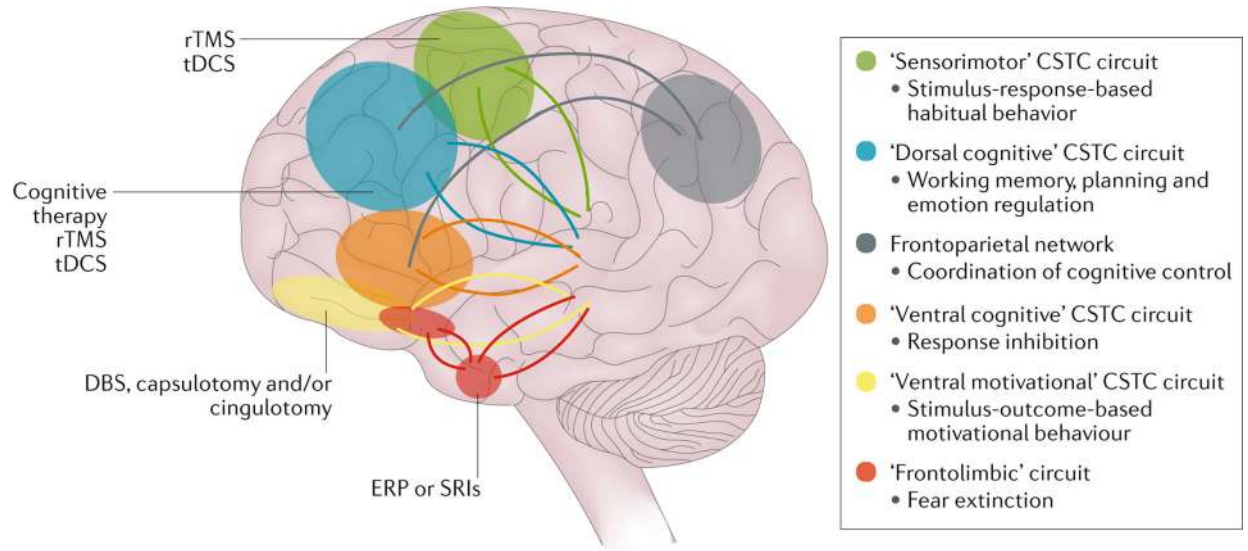 rTMS
tDCS
Cognitive
therapy
rTMS
tDCS
DBS, capsulotomy and/or
cingulotomy
ERP or SRIs
‘Sensorimotor’ CSTC circuit
• Stimulus-response-based
habitual behavior
‘Dorsal cognitive’ CSTC circuit
• Working memory, planning and
emotion regulation
Frontoparietal network
• Coordination of cognitive control
‘Ventral cognitive’ CSTC circuit
• Response inhibition
‘Ventral motivational’ CSTC circuit
• Stimulus-outcome-based
motivational behaviour
‘Frontolimbic’ circuit
• Fear extinction